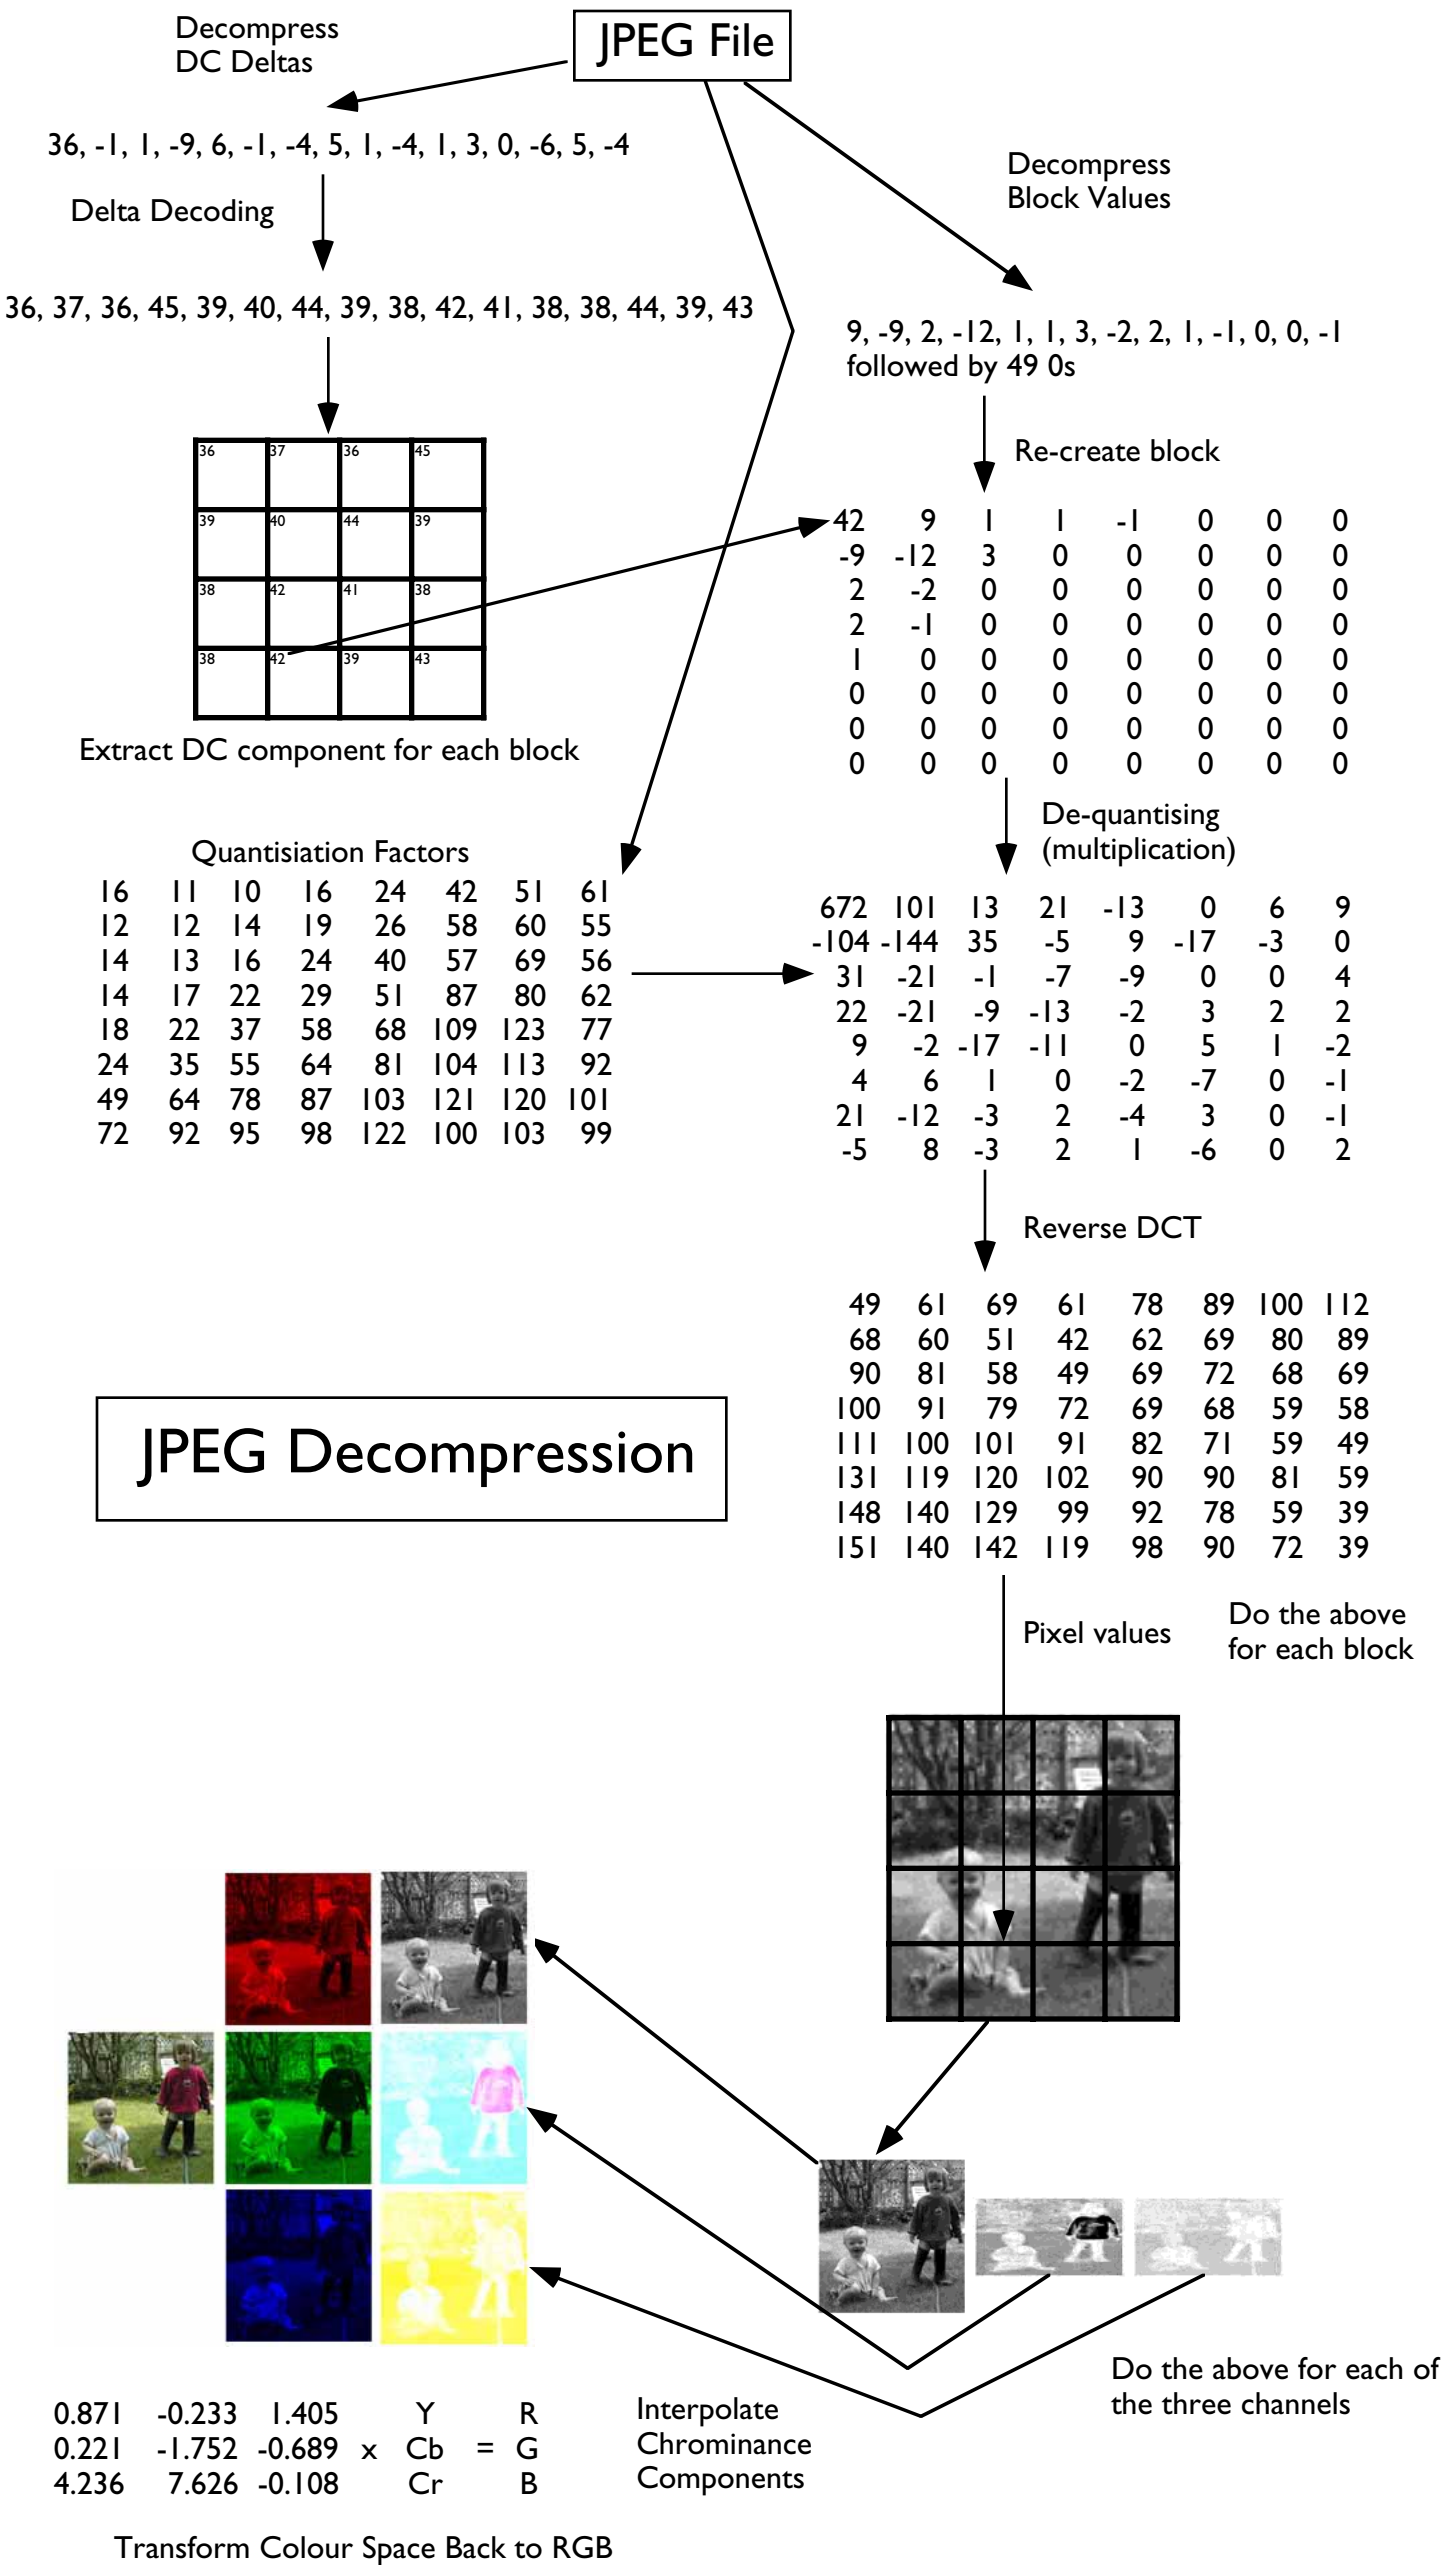 JPEG File
Decompress
DC Deltas
36, -1, 1, -9, 6, -1, -4, 5, 1, -4, 1, 3, 0, -6, 5, -4
Delta Decoding
36, 37, 36, 45, 39, 40, 44, 39, 38, 42, 41, 38, 38, 44, 39, 43
36 37 36 45
39 40 44 39
38 42 41 38
38 42 39 43
Extract DC component for each block
Decompress
Block Values
9, -9, 2, -12, 1, 1, 3, -2, 2, 1, -1, 0, 0, -1
followed by 49 0s
Re-create block
42 9 1 1 -1 0 0 0
-9 -12 3 0 0 0 0 0
2 -2 0 0 0 0 0 0
2 -1 0 0 0 0 0 0
1 0 0 0 0 0 0 0
0 0 0 0 0 0 0 0
0 0 0 0 0 0 0 0
0 0 0 0 0 0 0 0
De-quantising
(multiplication)
Quantisiation Factors
16 11 10 16 24 42 51 61
12 12 14 19 26 58 60 55
14 13 16 24 40 57 69 56
14 17 22 29 51 87 80 62
18 22 37 58 68 109 123 77
24 35 55 64 81 104 113 92
49 64 78 87 103 121 120 101
72 92 95 98 122 100 103 99
672 101 13 21 -13 0 6 9
-104 -144 35 -5 9 -17 -3 0
31 -21 -1 -7 -9 0 0 4
22 -21 -9 -13 -2 3 2 2
9 -2 -17 -11 0 5 1 -2
4 6 1 0 -2 -7 0 -1
21 -12 -3 2 -4 3 0 -1
-5 8 -3 2 1 -6 0 2
Reverse DCT
49 61 69 61 78 89 100 112
68 60 51 42 62 69 80 89
90 81 58 49 69 72 68 69
100 91 79 72 69 68 59 58
111 100 101 91 82 71 59 49
131 119 120 102 90 90 81 59
148 140 129 99 92 78 59 39
151 140 142 119 98 90 72 39
JPEG Decompression
Pixel values
Do the above
for each block
Do the above for each of
the three channels
Interpolate
Chrominance
Components
0.871 -0.233 1.405 Y R
0.221 -1.752 -0.689 x Cb = G
4.236 7.626 -0.108 Cr B
Transform Colour Space Back to RGB